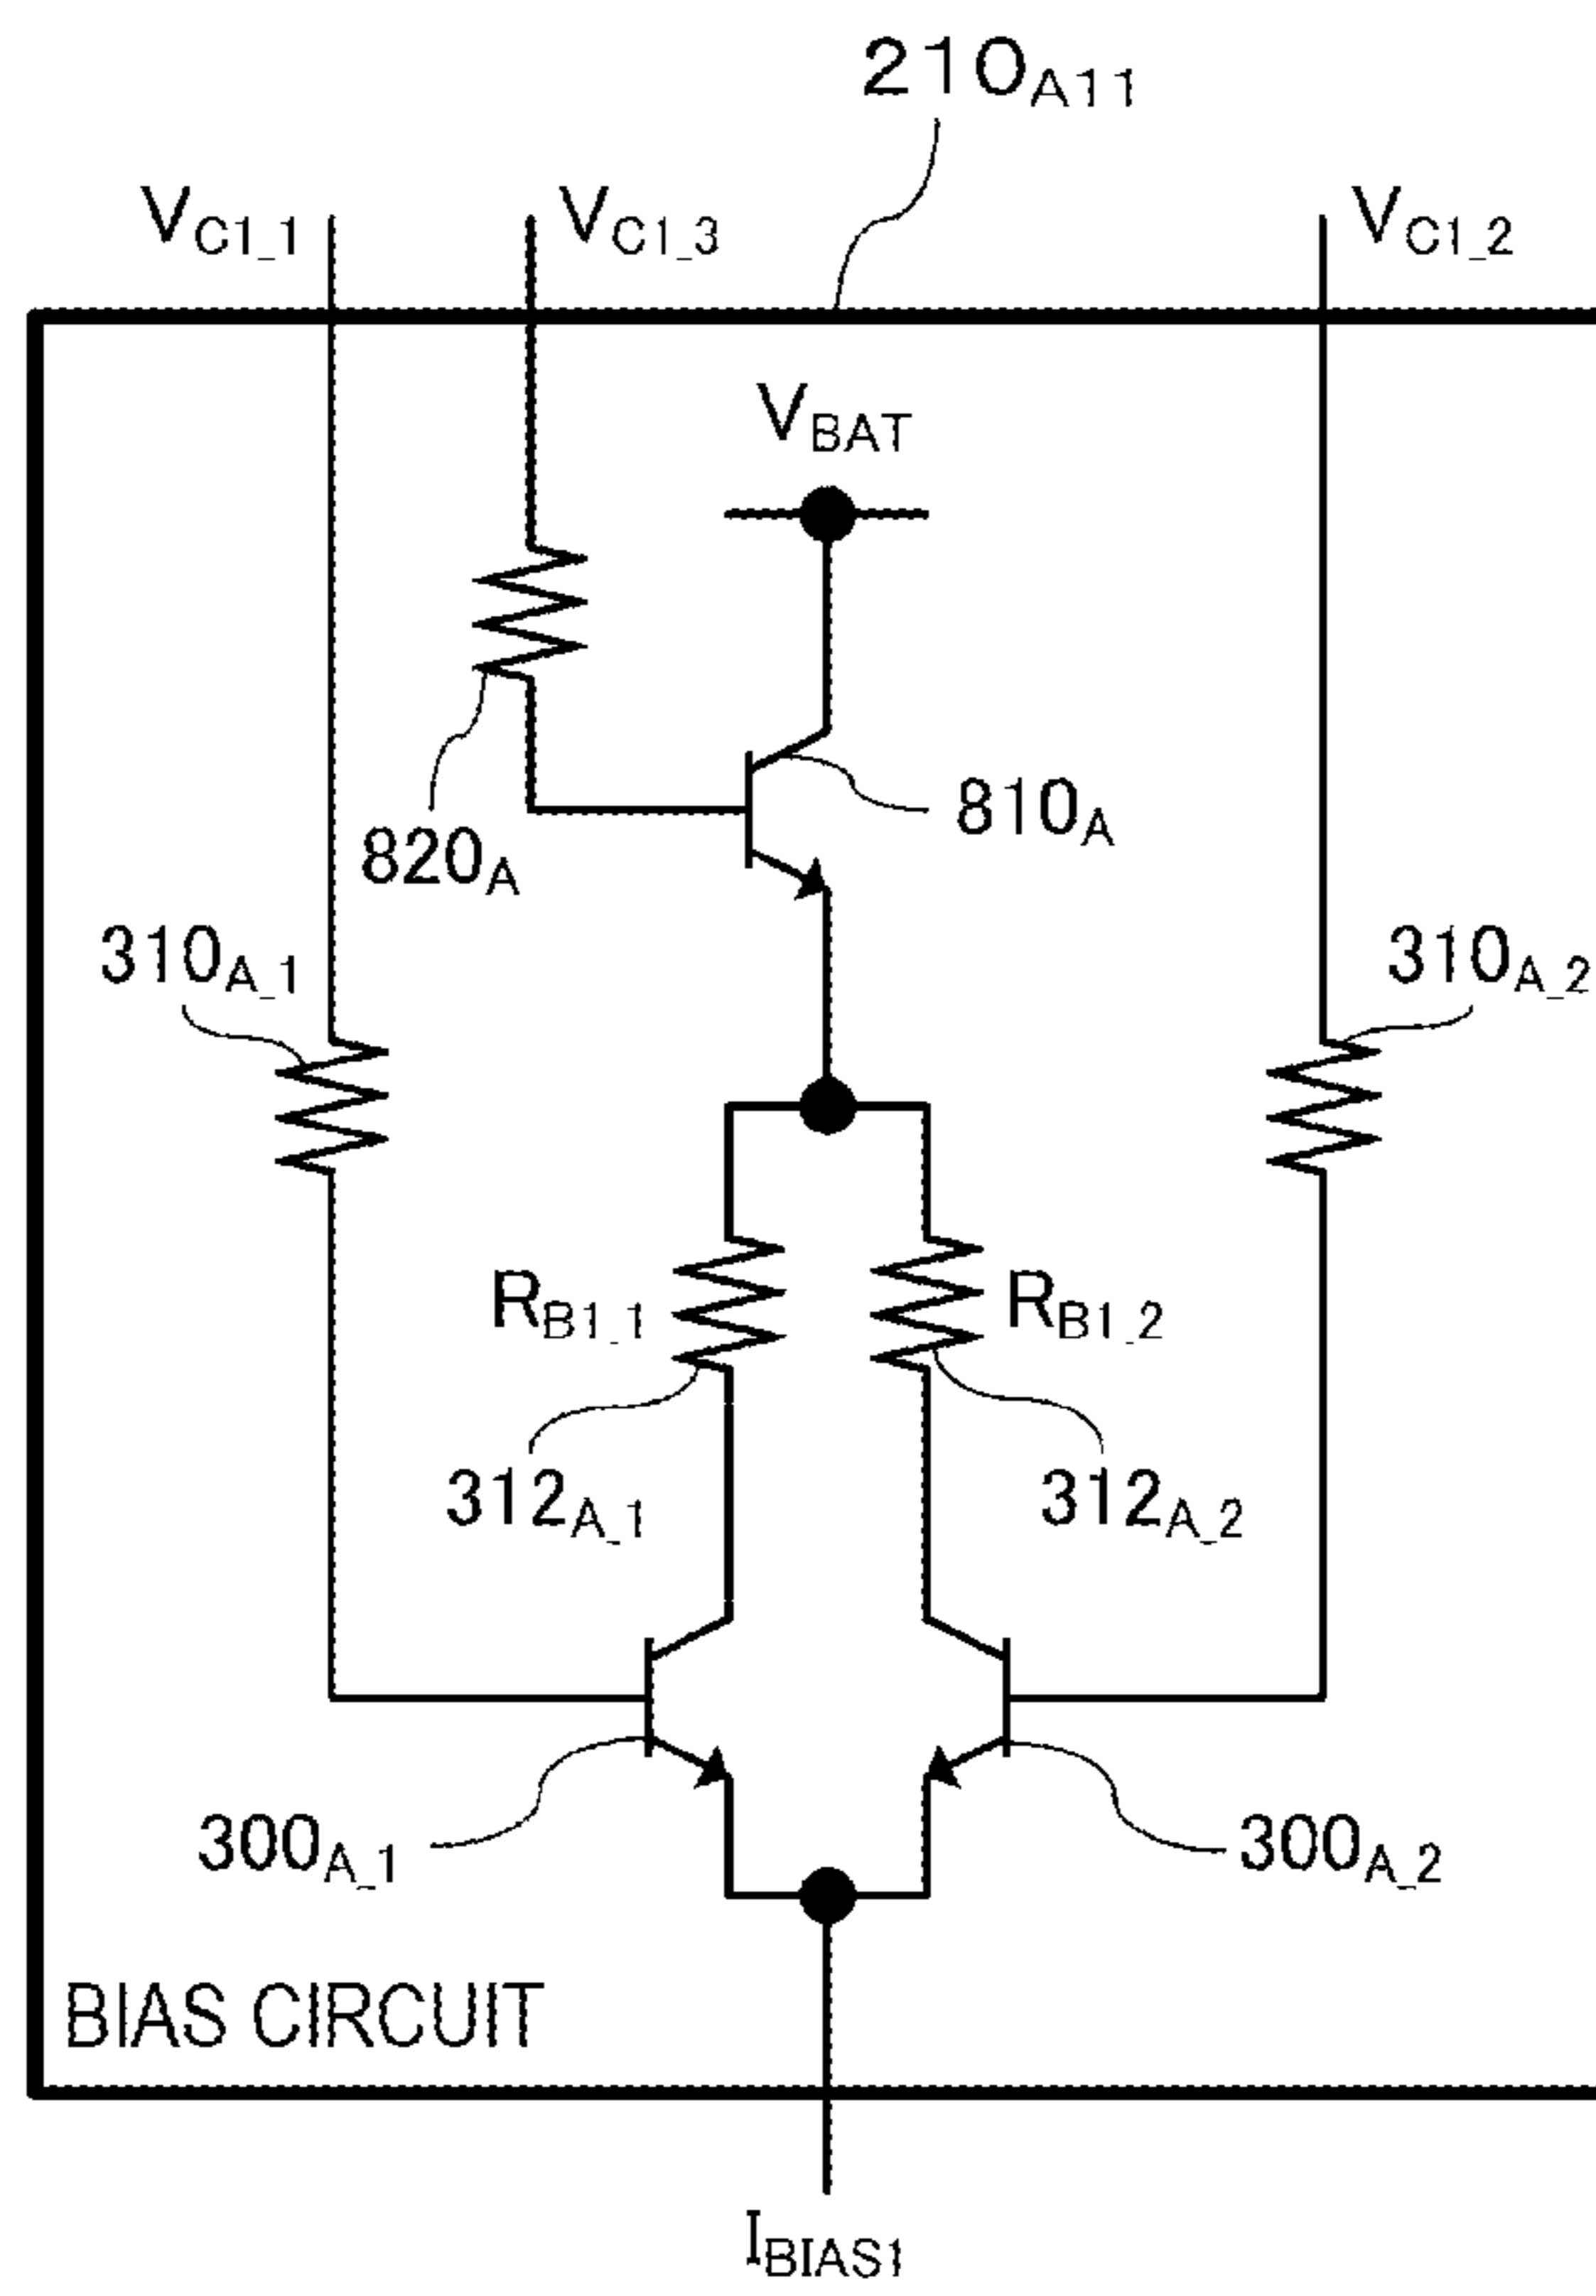 210A11
VC1_1
VC1_3
VC1_2
VBAT
810A
820A
310A_1
310A_2
RB1_1
RB1_2
312A_1
312A_2
300A_1
300A_2
BIAS CIRCUIT
IBIAS1